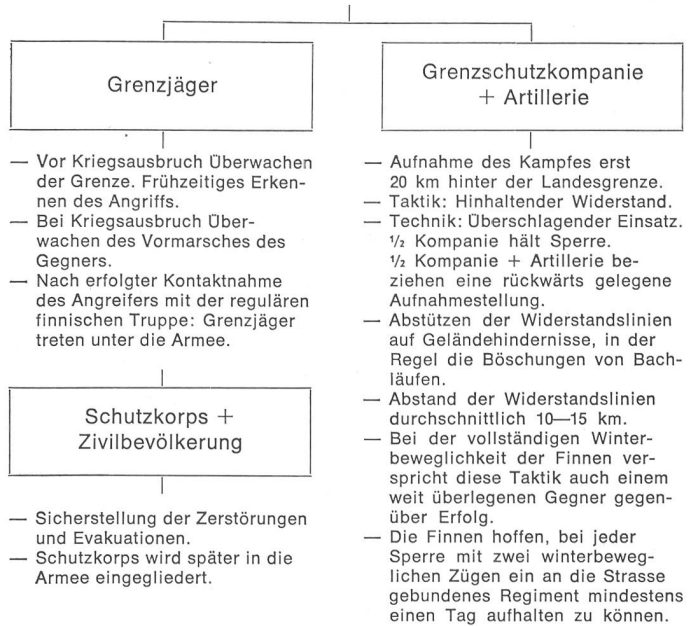 Grenzjäger
— Vor Kriegsausbruch Überwachen
der Grenze. Frühzeitiges Erken-
nen des Angriffs.
— Bei Kriegsausbruch Über-
wachen des Vormarsches des
Gegners.
— Nach erfolgter Kontaktnahme
des Angreifers mit der regulären
finnischen Truppe: Grenzjäger
treten unter die Armee.
Schutzkorps +
Zivilbevölkerung
— Sicherstellung der Zerstörungen
und Evakuationen.
— Schutzkorps wird später in die
Armee eingegliedert.
Grenzschutzkompanie
+ Artillerie
— Aufnahme des Kampfes erst
20 km hinter der Landesgrenze.
— Taktik: Hinhaltender Widerstand.
— Technik: Überschlagender Einsatz.
½ Kompanie hält Sperre.
½ Kompanie + Artillerie be-
ziehen eine rückwärts gelegene
Aufnahmestellung.
— Abstützen der Widerstandslinien
auf Geländehindernisse, in der
Regel die Böschungen von Bach-
läufen.
— Abstand der Widerstandslinien
durchschnittlich 10—15 km.
— Bei der vollständigen Winter-
beweglichkeit der Finnen ver-
spricht diese Taktik auch einem
weit überlegenen Gegner gegen-
über Erfolg.
— Die Finnen hoffen, bei jeder
Sperre mit zwei winterbeweg-
lichen Zügen ein an die Strasse
gebundenes Regiment mindestens
einen Tag aufhalten zu können.